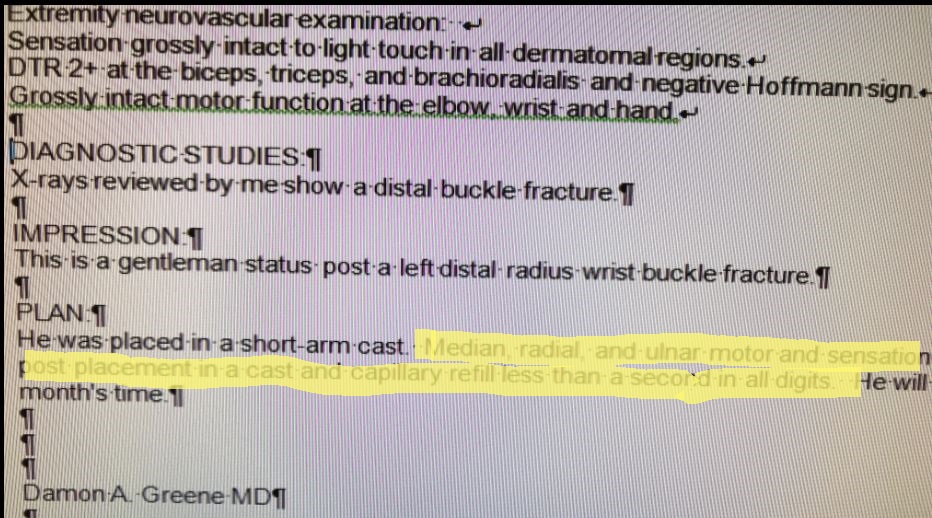 Extremity neurovascular examination:
Sensation grossly intact to light touch in all dermatomal regions.
DTR 2+ at the biceps, triceps, and brachioradialis and negative Hoffmann sign.
Grossly intact motor function at the elbow, wrist and hand.
DIAGNOSTIC STUDIES:
X-rays reviewed by me show a distal buckle fracture.
IMPRESSION:
This is a gentleman status post a left distal radius wrist buckle fracture.
PLAN:
He was placed in a short-arm cast. Median, radial, and ulnar motor and sensation
post placement in a cast and capillary refill less than a second in all digits. He will
month's time.
Damon A. Greene MD